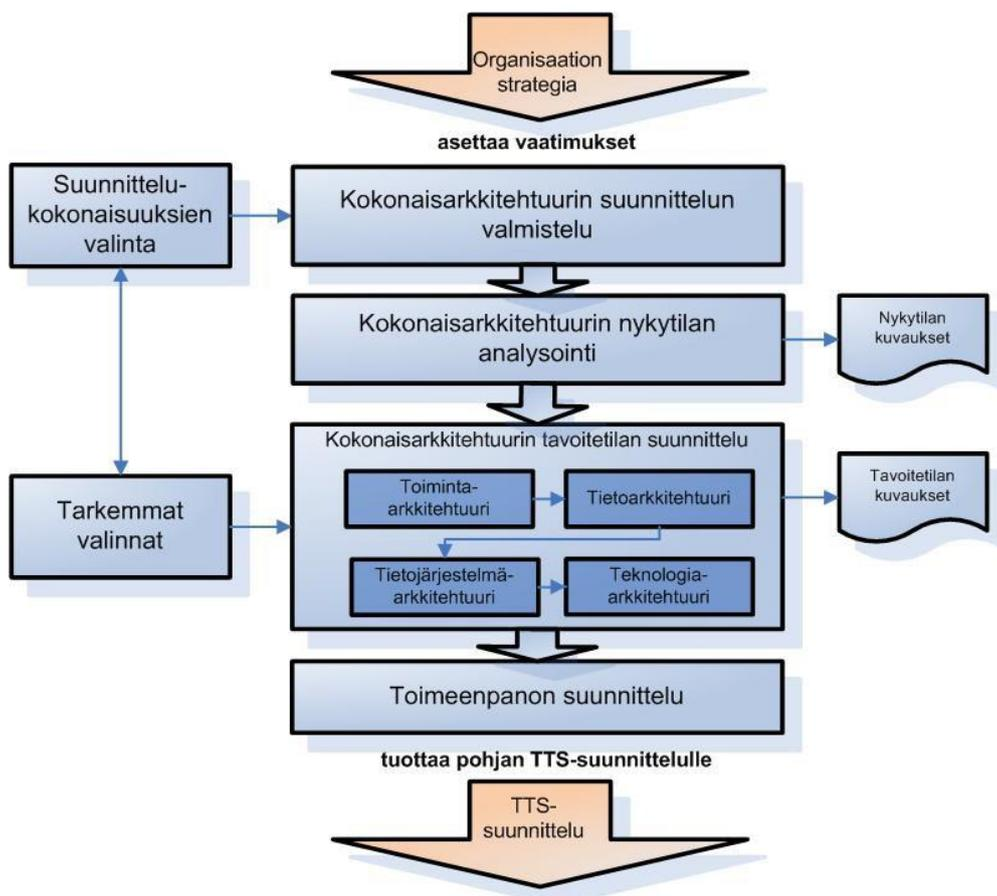 Organisaation
strategia
asettaa vaatimukset
Suunnittelu-
kokonaisuuksien
valinta
Kokonaisarkkitehtuurin suunnittelun
valmistelu
Kokonaisarkkitehtuurin nykytilan
analysointi
Nykytilan
kuvaukset
Kokonaisarkkitehtuurin tavoitetilan suunnittelu
Toiminta-
arkkitehtuuri
Tietoarkkitehtuuri
Tietojärjestelmä-
arkkitehtuuri
Teknologia-
arkkitehtuuri
Tavoitetilan
kuvaukset
Tarkemmat
valinnat
Toimeenpanon suunnittelu
tuottaa pohjan TTS-suunnittelulle
TTS-
suunnittelu